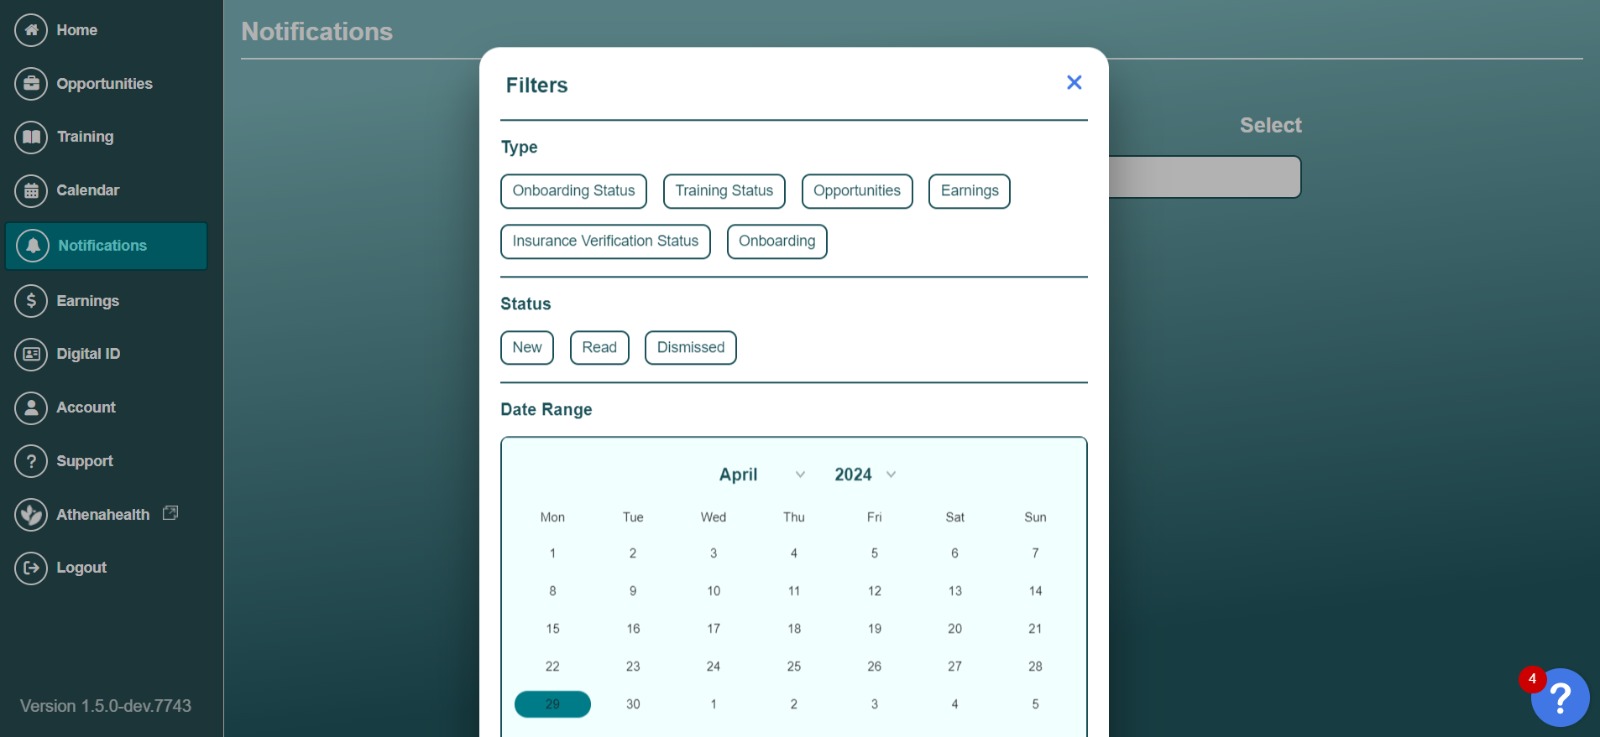 Home
Opportunities
Training
Calendar
Notifications
Earnings
Digital ID
Account
Support
Athenahealth
Logout
Version 1.5.0-dev.7743
Notifications
Select
Filters
Type
Onboarding Status Training Status Opportunities Earnings
Insurance Verification Status Onboarding
Status
New Read Dismissed
Date Range
April 2024
Mon Tue Wed Thu Fri Sat Sun
1 2 3 4 5 6 7
8 9 10 11 12 13 14
15 16 17 18 19 20 21
22 23 24 25 26 27 28
29 30 1 2 3 4 5
4
?